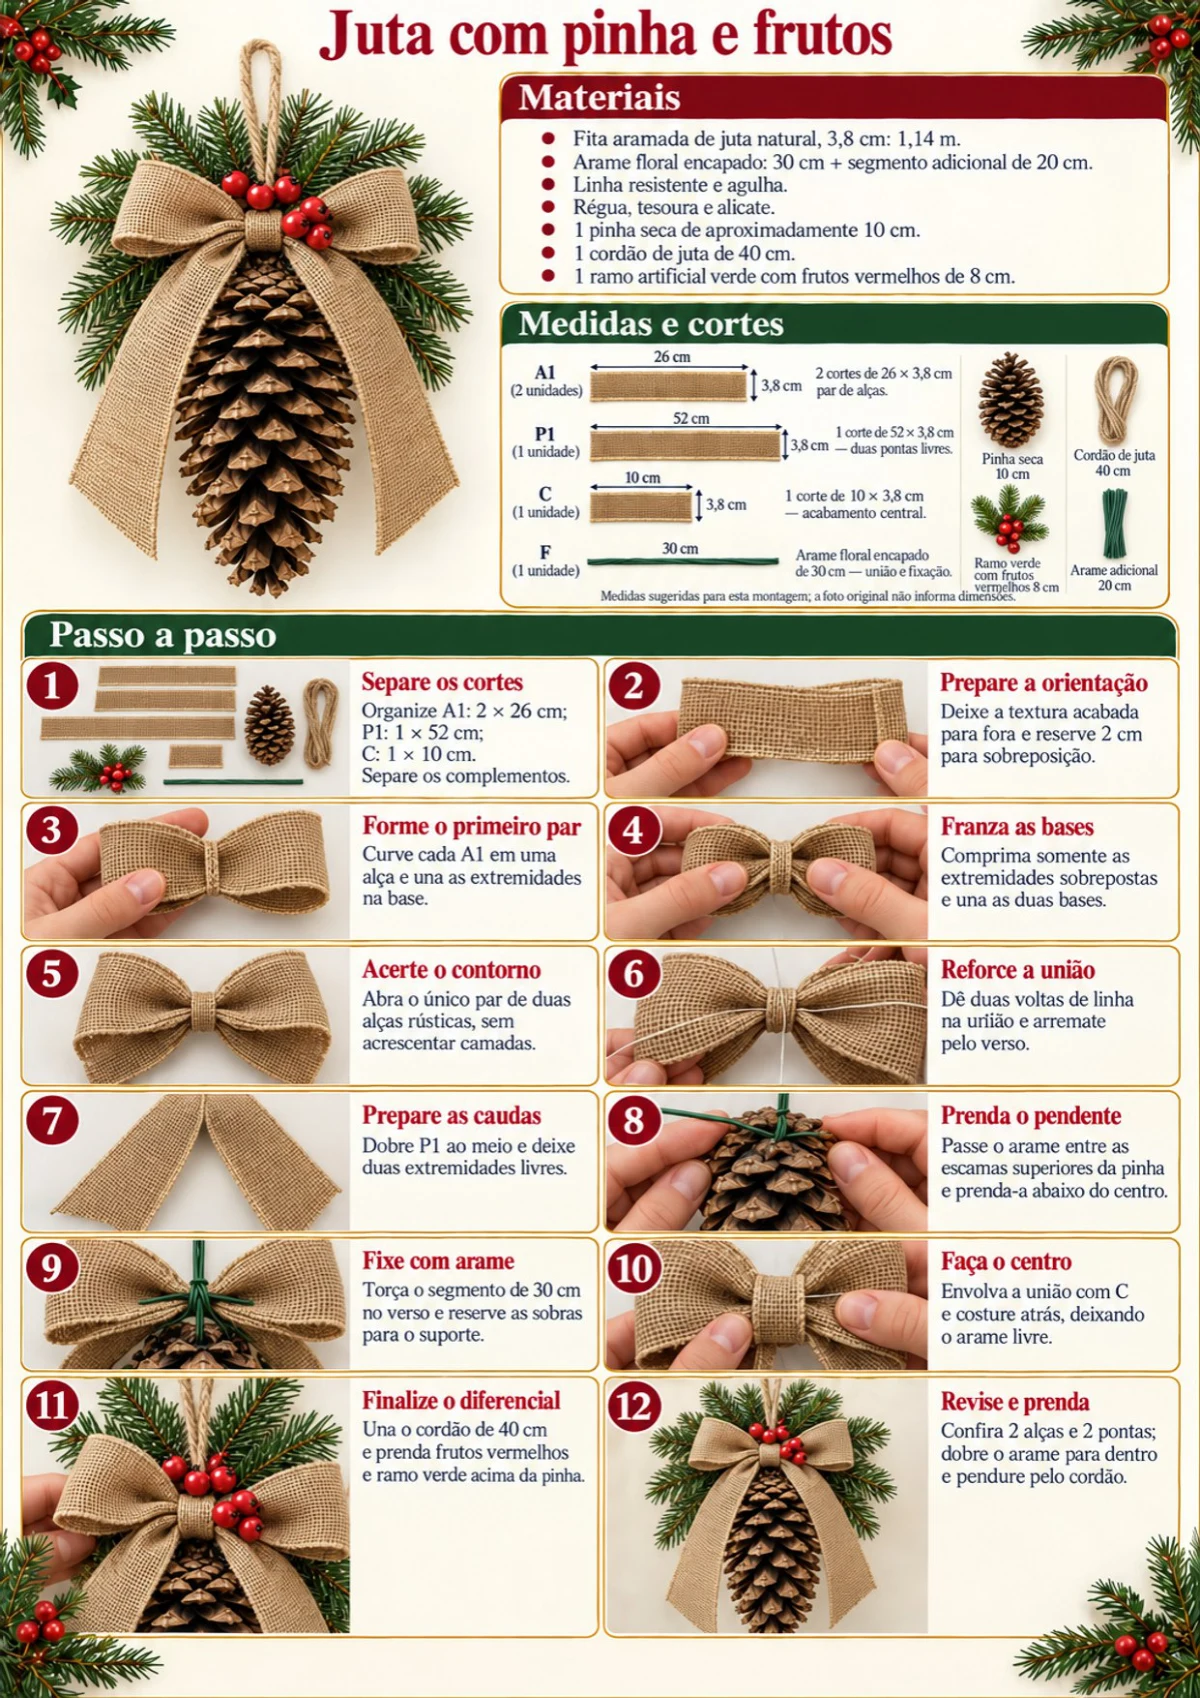 Juta com pinha e frutos
Materiais
Fita aramada de juta natural, 3,8 cm: 1,14 m.
Arame floral encapado: 30 cm + segmento adicional de 20 cm.
Linha resistente e agulha.
Régua, tesoura e alicate.
1 pinha seca de aproximadamente 10 cm.
1 cordão de juta de 40 cm.
1 ramo artificial verde com frutos vermelhos de 8 cm.
Medidas e cortes
A1
(2 unidades)
26 cm
3,8 cm
2 cortes de 26 × 3,8 cm
par de alças.
P1
(1 unidade)
52 cm
3,8 cm
1 corte de 52 × 3,8 cm
— duas pontas livres.
C
(1 unidade)
10 cm
3,8 cm
1 corte de 10 × 3,8 cm
— acabamento central.
F
(1 unidade)
30 cm
Arame floral encapado
de 30 cm — união e fixação.
Pinha seca
10 cm
Cordão de juta
40 cm
Ramo verde
com frutos
vermelhos 8 cm
Arame adicional
20 cm
Medidas sugeridas para esta montagem; a foto original não informa dimensões.
Passo a passo
1
Separe os cortes
Organize A1: 2 × 26 cm;
P1: 1 × 52 cm;
C: 1 × 10 cm.
Separe os complementos.
2
Prepare a orientação
Deixe a textura acabada
para fora e reserve 2 cm
para sobreposição.
3
Forme o primeiro par
Curve cada A1 em uma
alça e una as extremidades
na base.
4
Franza as bases
Comprima somente as
extremidades sobrepostas
e una as duas bases.
5
Acerte o contorno
Abra o único par de duas
alças rústicas, sem
acrescentar camadas.
6
Reforce a união
Dê duas voltas de linha
na uriião e arremate
pelo verso.
7
Prepare as caudas
Dobre P1 ao meio e deixe
duas extremidades livres.
8
Prenda o pendente
Passe o arame entre as
escamas superiores da pinha
e prenda-a abaixo do centro.
9
Fixe com arame
Torça o segmento de 30 cm
no verso e reserve as sobras
para o suporte.
10
Faça o centro
Envolva a união com C
e costure atrás, deixando
o arame livre.
11
Finalize o diferencial
Una o cordão de 40 cm
e prenda frutos vermelhos
e ramo verde acima da pinha.
12
Revise e prenda
Confira 2 alças e 2 pontas;
dobre o arame para dentro
e pendure pelo cordão.